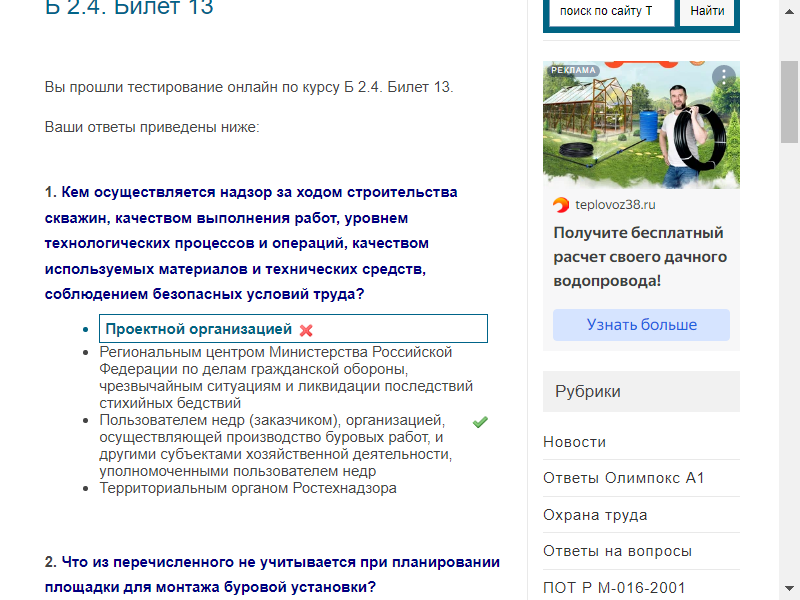 Б 2.4. Билет 13
Вы прошли тестирование онлайн по курсу Б 2.4. Билет 13.
Ваши ответы приведены ниже:
1. Кем осуществляется надзор за ходом строительства
скважин, качеством выполнения работ, уровнем
технологических процессов и операций, качеством
используемых материалов и технических средств,
соблюдением безопасных условий труда?
Проектной организацией
Региональным центром Министерства Российской
Федерации по делам гражданской обороны,
чрезвычайным ситуациям и ликвидации последствий
стихийных бедствий
Пользователем недр (заказчиком), организацией,
осуществляющей производство буровых работ, и
другими субъектами хозяйственной деятельности,
уполномоченными пользователем недр
Территориальным органом Ростехнадзора
2. Что из перечисленного не учитывается при планировании
площадки для монтажа буровой установки?
поиск по сайту Т
Найти
РЕКЛАМА
teplovoz38.ru
Получите бесплатный
расчет своего дачного
водопровода!
Узнать больше
Рубрики
Новости
Ответы Олимпокс А1
Охрана труда
Ответы на вопросы
ПОТ Р М-016-2001